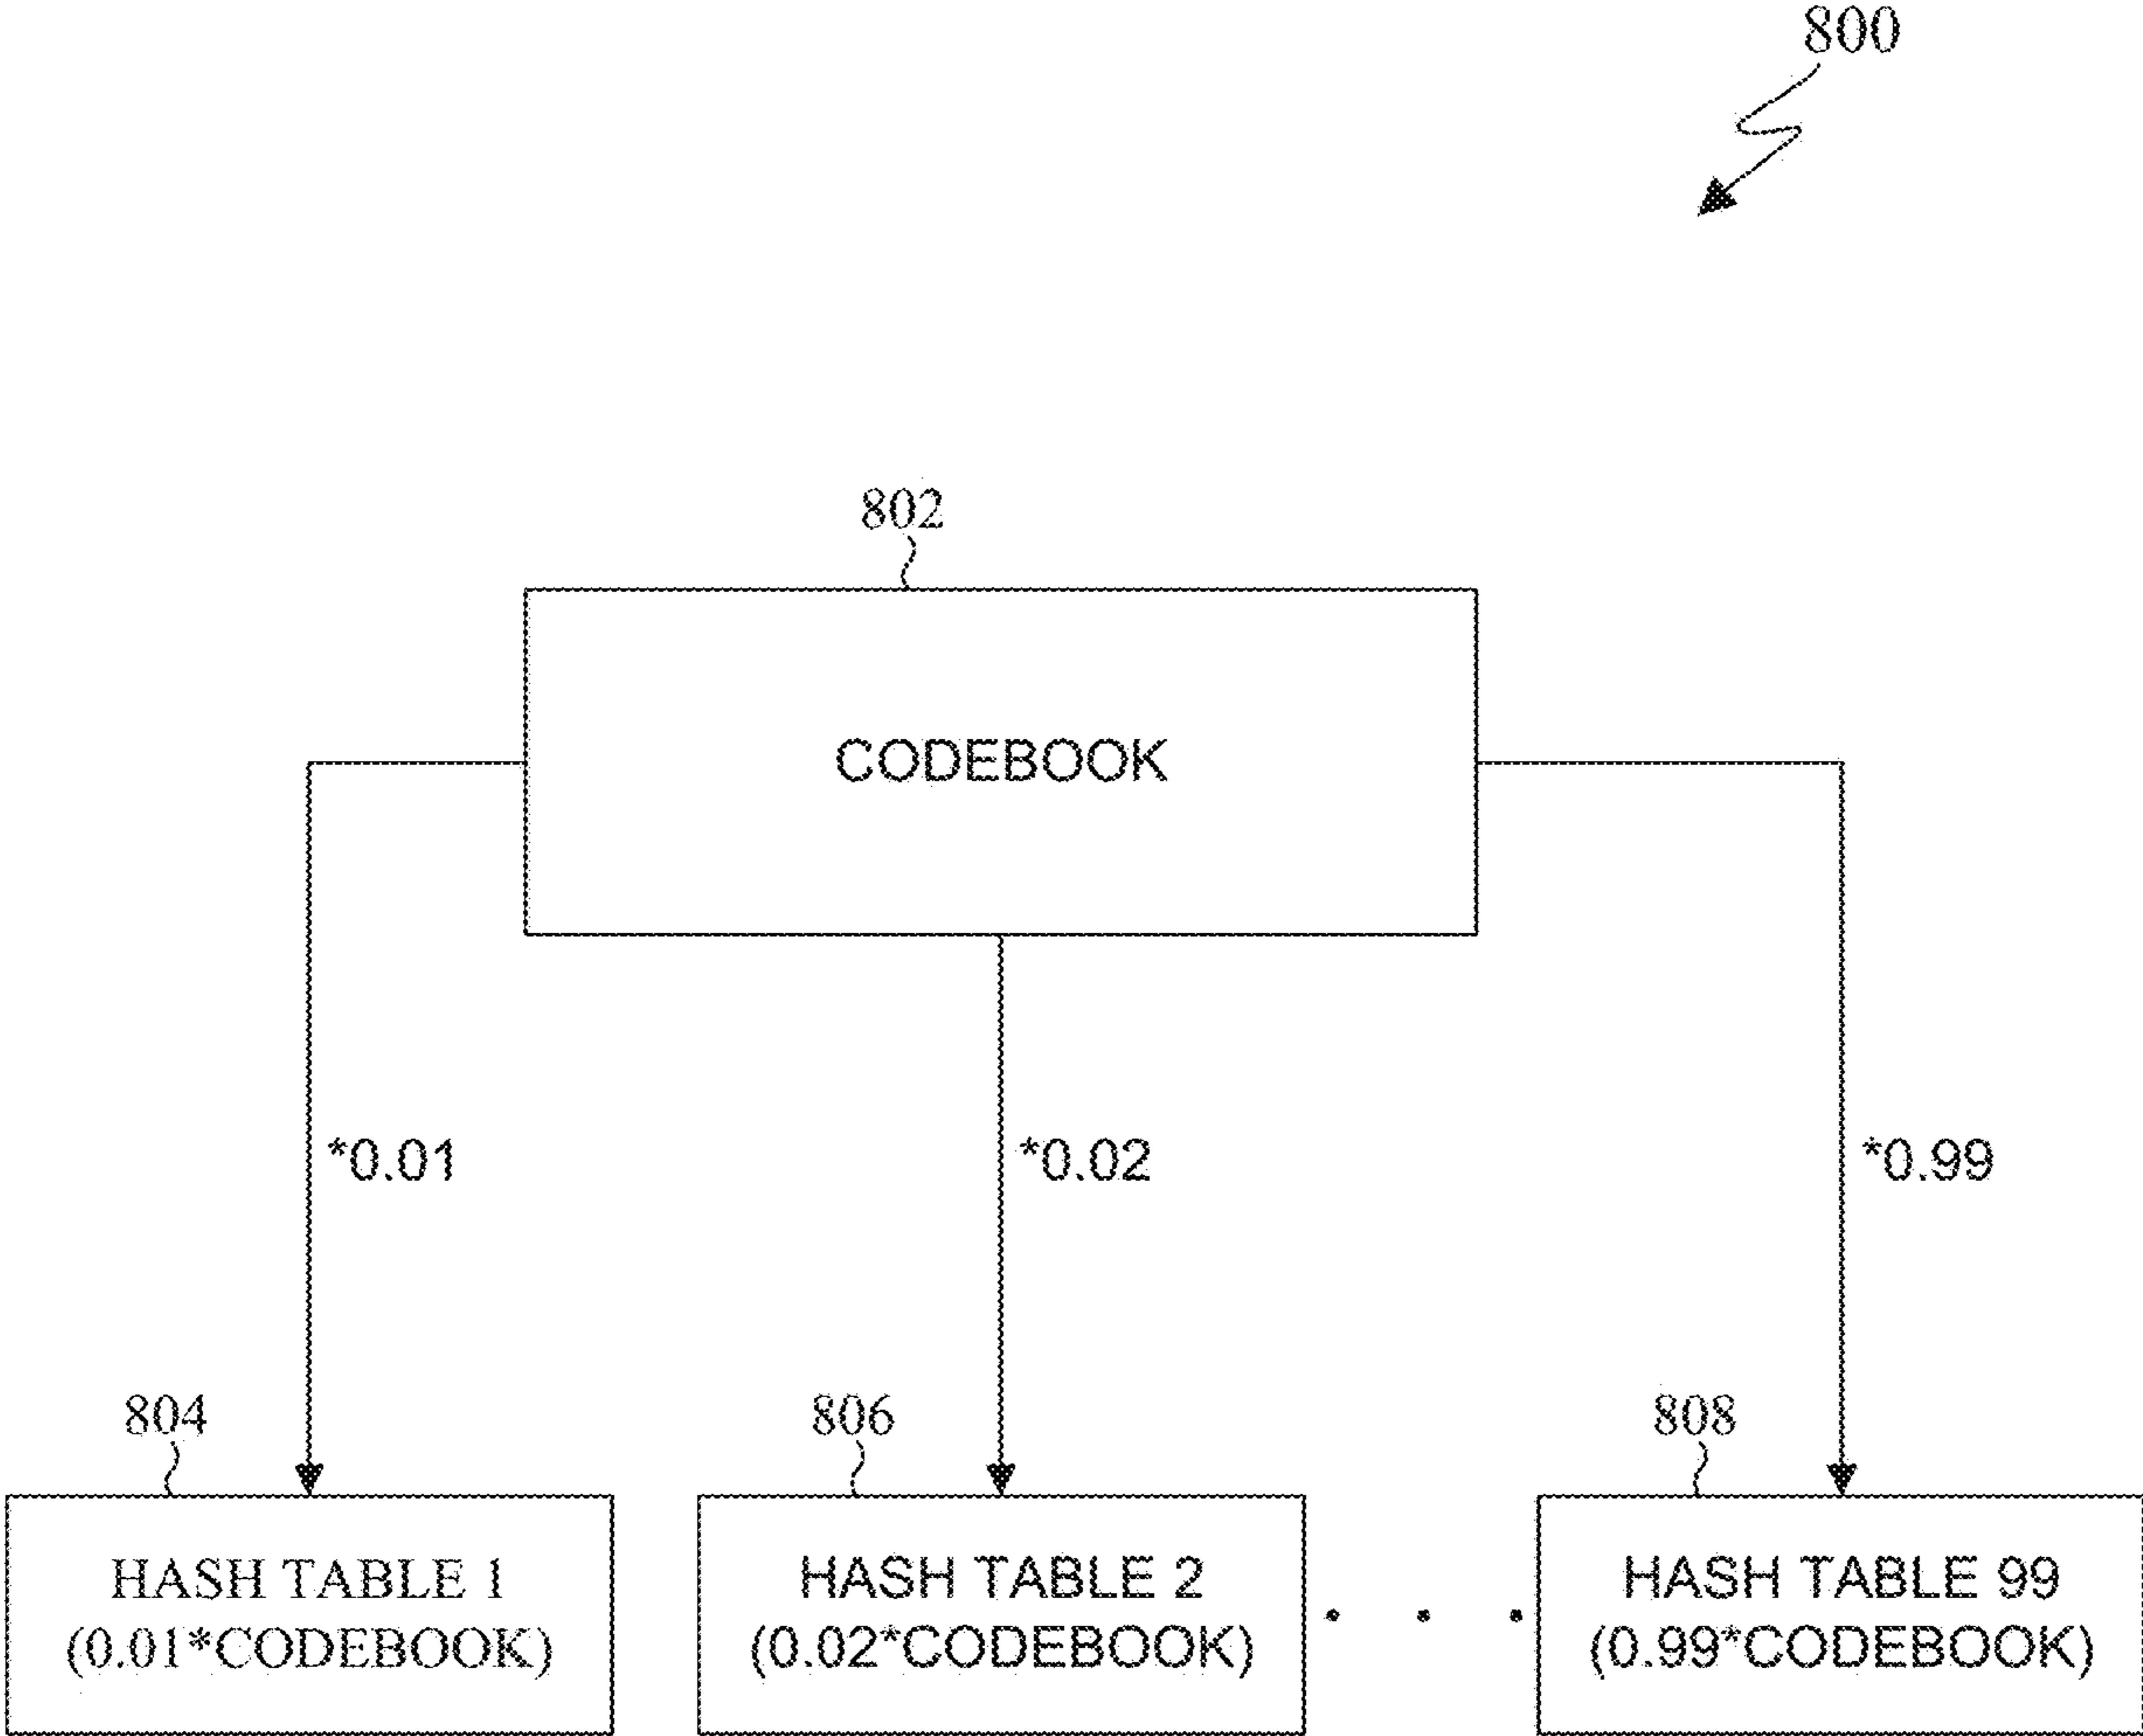 800
802
CODEBOOK
*0.01
*0.02
*0.99
804
806
808
HASH TABLE 1
(0.01*CODEBOOK)
HASH TABLE 2
(0.02*CODEBOOK)
. . .
HASH TABLE 99
(0.99*CODEBOOK)